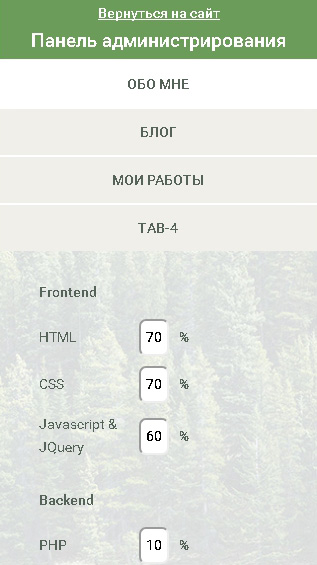 Вернуться на сайт
Панель администрирования
ОБО МНЕ
БЛОГ
МОИ РАБОТЫ
TAB-4
Frontend
HTML 70 %
CSS 70 %
Javascript & JQuery 60 %
Backend
PHP 10 %